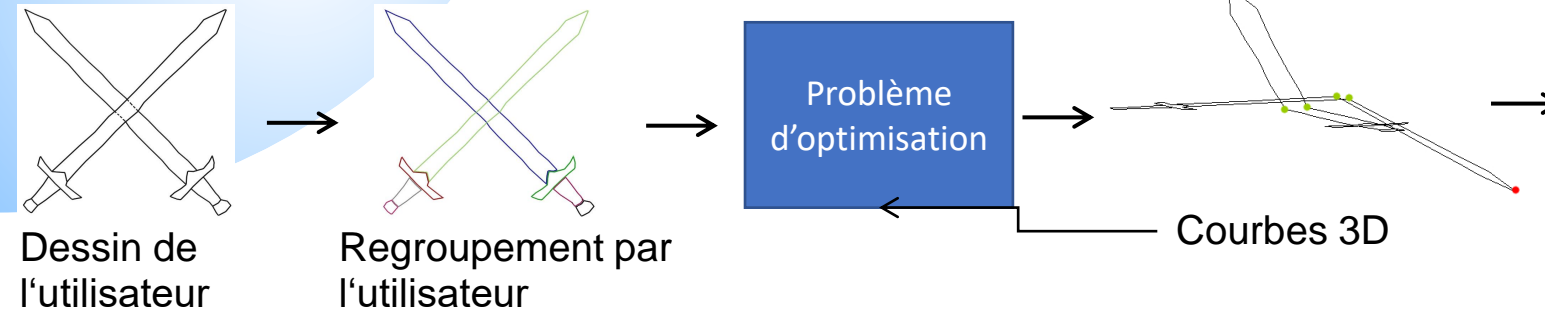 Problème
d'optimisation
Dessin de
l‘utilisateur
Regroupement par
l‘utilisateur
Courbes 3D